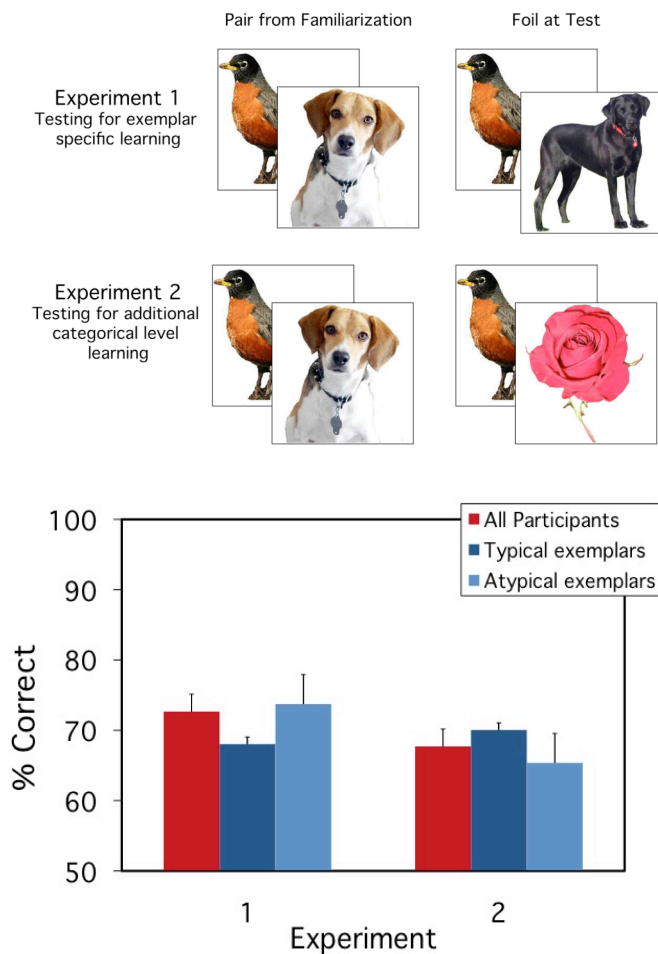 Pair from Familiarization
Foil at Test
Experiment 1
Testing for exemplar
specific learning
Experiment 2
Testing for additional
categorical level
learning
100
90
80
70
60
50
% Correct
All Participants
Typical exemplars
Atypical exemplars
1
2
Experiment